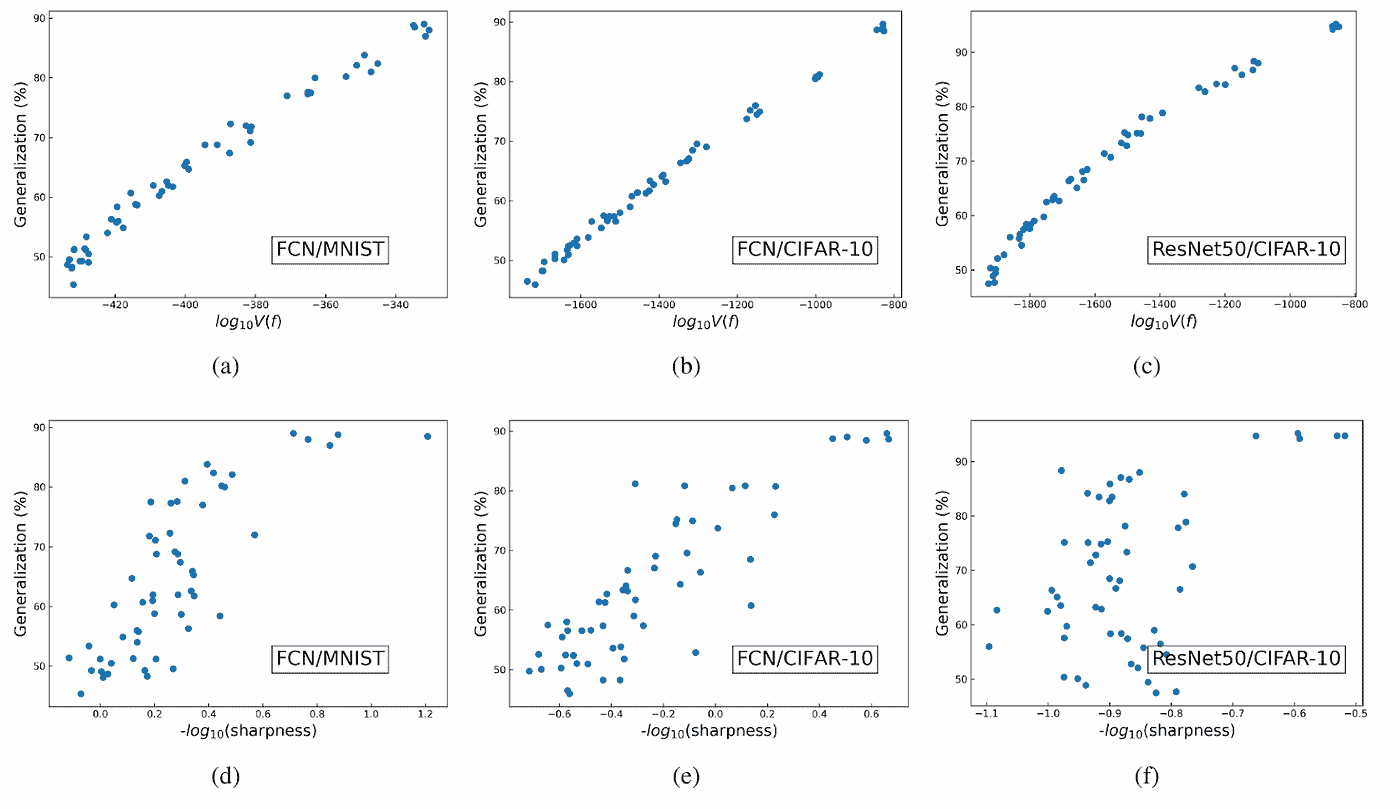 90
80
70
60
50
Generalization (%)
FCN/MNIST
−420 −400 −380 −360 −340
log10V(f)
(a)
90
80
70
60
50
Generalization (%)
FCN/CIFAR-10
−1600 −1400 −1200 −1000 −800
log10V(f)
(b)
90
80
70
60
50
Generalization (%)
ResNet50/CIFAR-10
−1800 −1600 −1400 −1200 −1000 −800
log10V(f)
(c)
90
80
70
60
50
Generalization (%)
FCN/MNIST
0.0 0.2 0.4 0.6 0.8 1.0 1.2
-log10(sharpness)
(d)
90
80
70
60
50
Generalization (%)
FCN/CIFAR-10
−0.6 −0.4 −0.2 0.0 0.2 0.4 0.6
-log10(sharpness)
(e)
90
80
70
60
50
Generalization (%)
ResNet50/CIFAR-10
−1.1 −1.0 −0.9 −0.8 −0.7 −0.6 −0.5
-log10(sharpness)
(f)